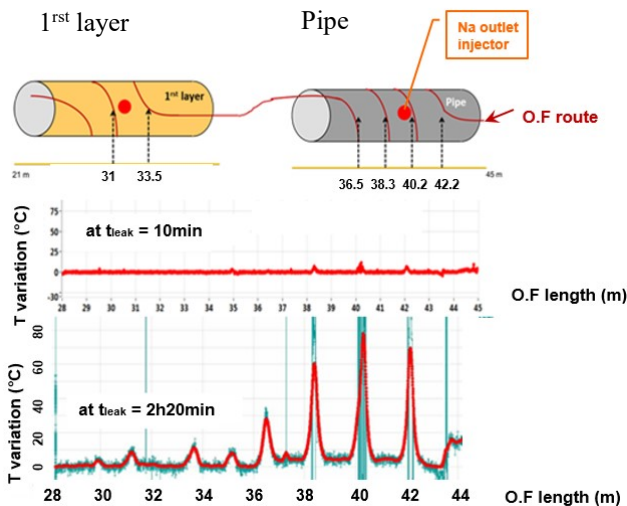 1rst layer
Pipe
Na outlet
injector
1rst layer
Pipe
O.F route
21 m
31
33.5
36.5
38.3
40.2
42.2
45 m
T variation (°C)
75
50
25
0
-30
at tleak = 10min
28 29 30 31 32 33 34 35 36 37 38 39 40 41 42 43 44 45
O.F length (m)
T variation (°C)
80
60
40
20
0
at tleak = 2h20min
28 30 32 34 36 38 40 42 44
O.F length (m)